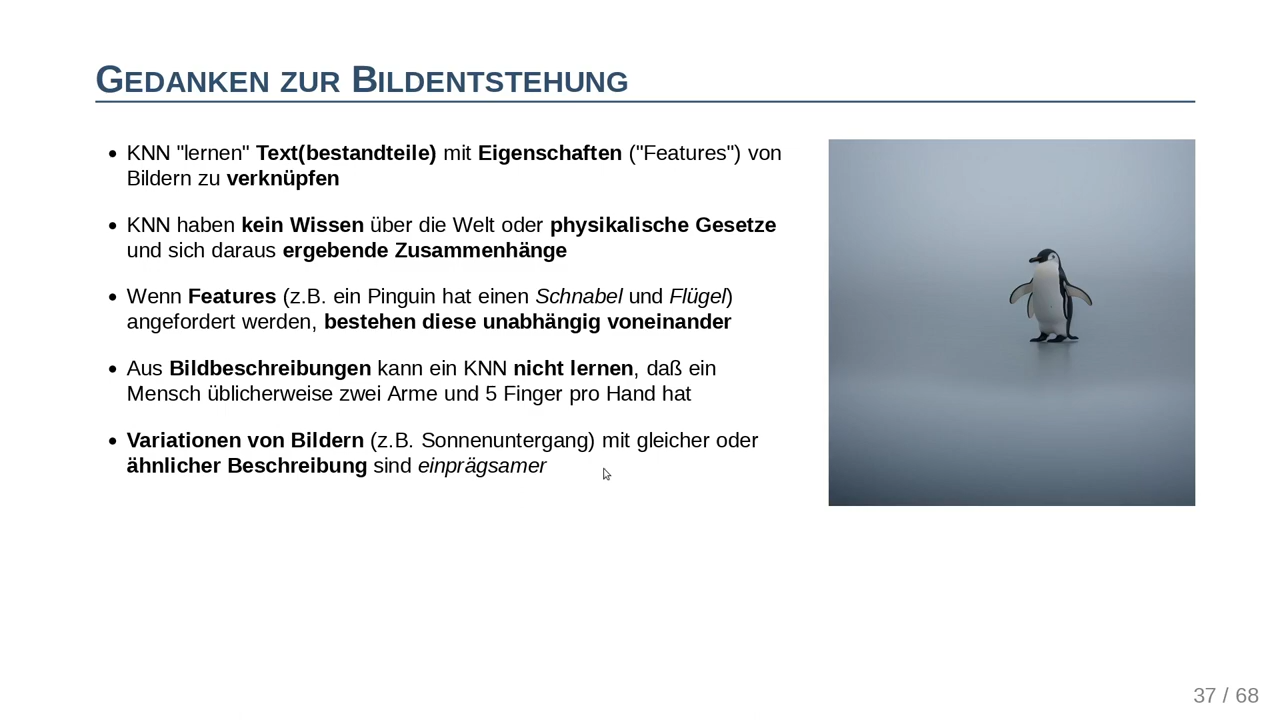 Gedanken zur Bildentstehung
• KNN "lernen" Text(bestandteile) mit Eigenschaften ("Features") von
Bildern zu verknüpfen
• KNN haben kein Wissen über die Welt oder physikalische Gesetze
und sich daraus ergebende Zusammenhänge
• Wenn Features (z.B. ein Pinguin hat einen Schnabel und Flügel)
angefordert werden, bestehen diese unabhängig voneinander
• Aus Bildbeschreibungen kann ein KNN nicht lernen, daß ein
Mensch üblicherweise zwei Arme und 5 Finger pro Hand hat
• Variationen von Bildern (z.B. Sonnenuntergang) mit gleicher oder
ähnlicher Beschreibung sind einprägsamer
37 / 68